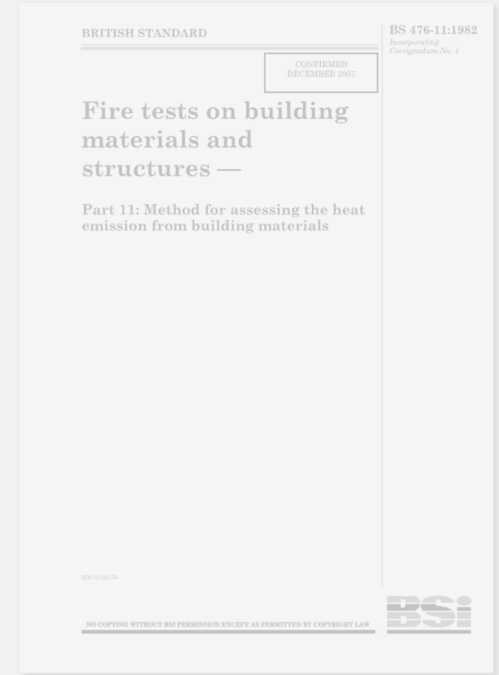 BRITISH STANDARD
BS 476-11:1982
Incorporating
Corrigendum No. 1
CONFIRMED
DECEMBER 2007
Fire tests on building
materials and
structures —
Part 11: Method for assessing the heat
emission from building materials
NO COPYING WITHOUT BSI PERMISSION EXCEPT AS PERMITTED BY COPYRIGHT LAW
BSi